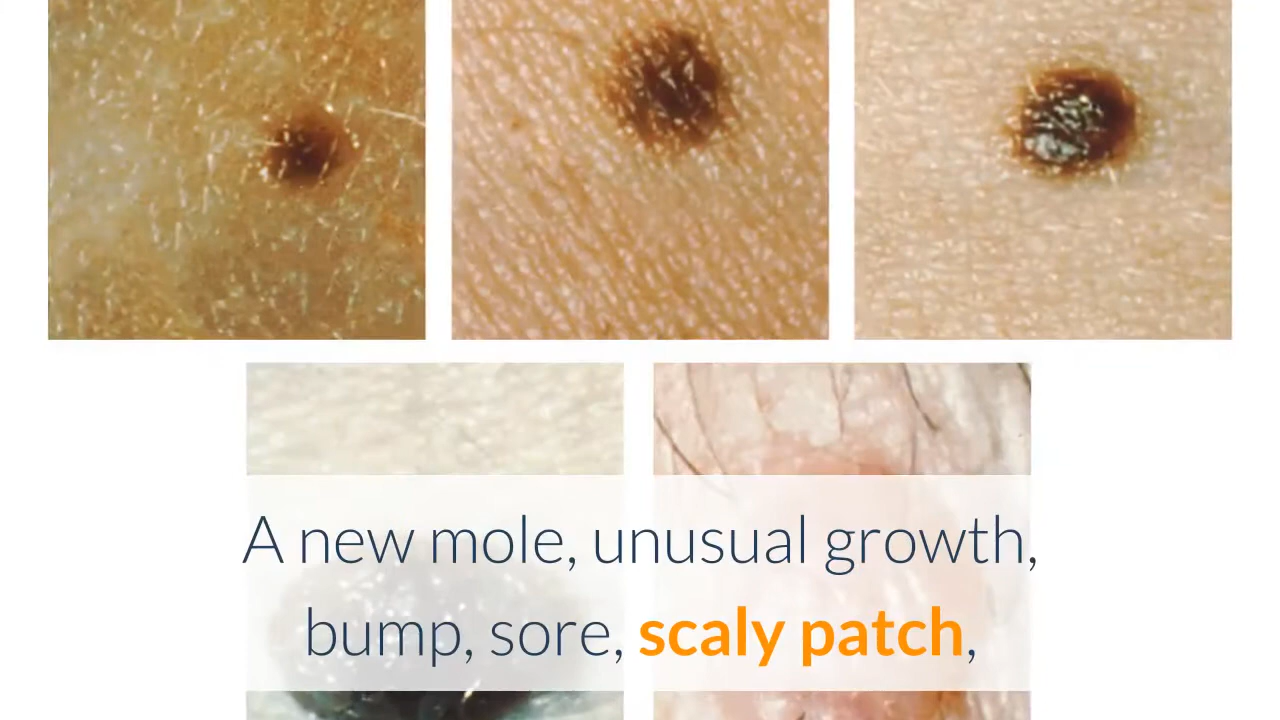 A new mole, unusual growth,
bump, sore, scaly patch,